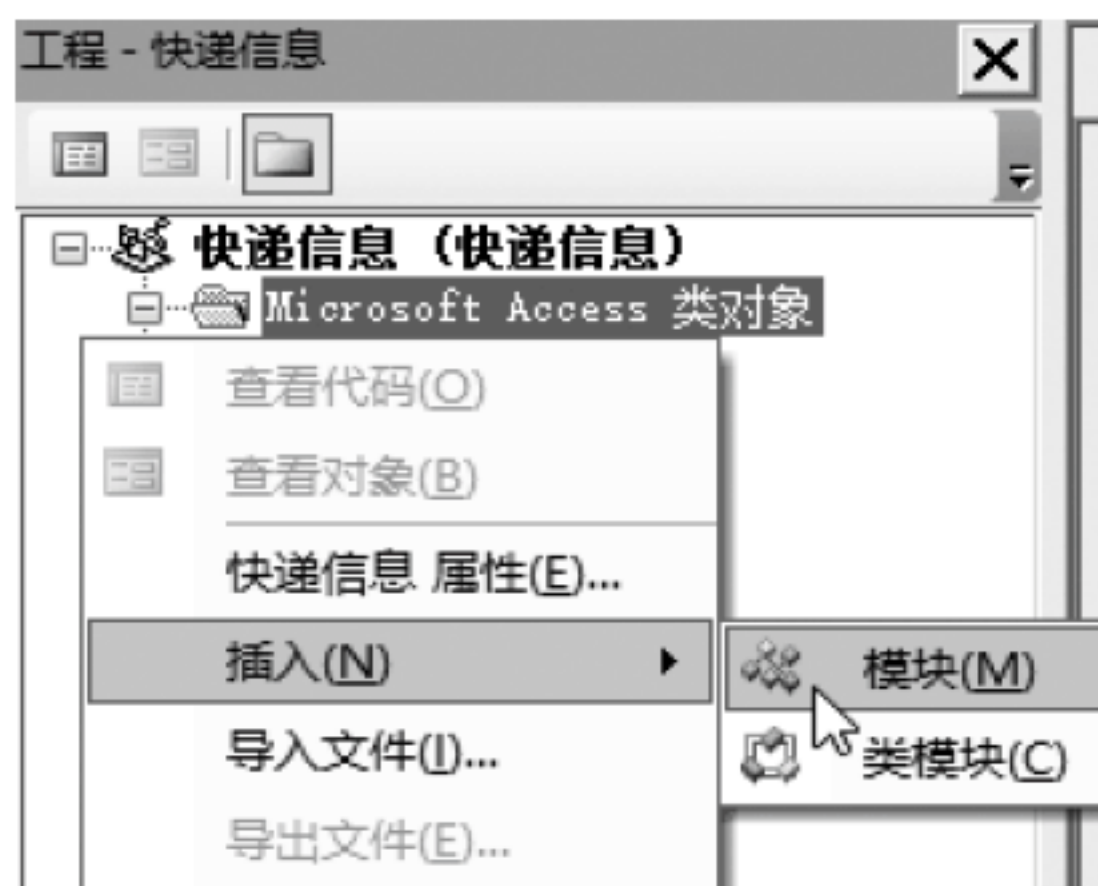 工程 - 快递信息
快递信息 (快递信息)
Microsoft Access 类对象
查看代码(O)
查看对象(B)
快递信息 属性(E)...
插入(N)
模块(M)
导入文件(I)...
类模块(C)
导出文件(E)...